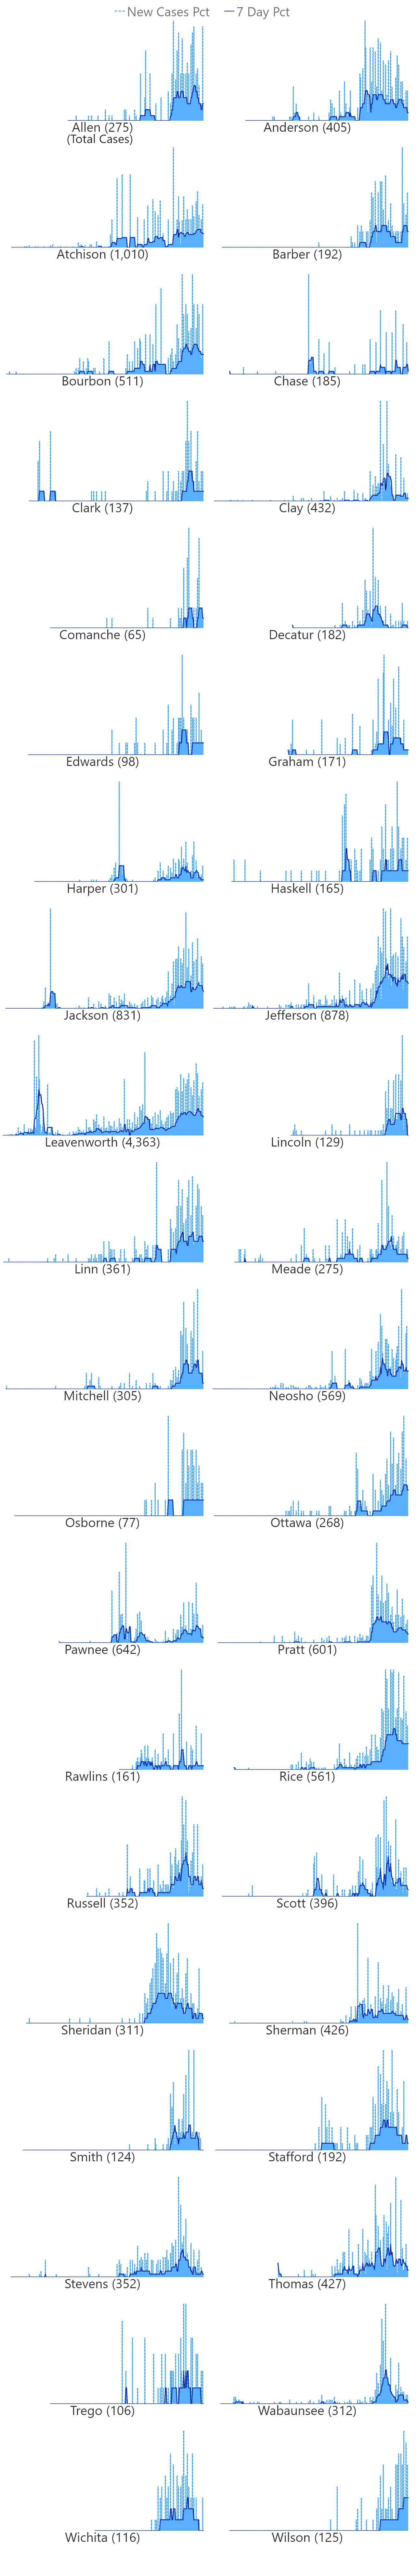 New Cases Pct 7 Day Pct
Allen (275) Anderson (405)
(Total Cases)
Atchison (1,010) Barber (192)
Bourbon (511) Chase (185)
Clark (137) Clay (432)
Comanche (65) Decatur (182)
Edwards (98) Graham (171)
Harper (301) Haskell (165)
Jackson (831) Jefferson (878)
Leavenworth (4,363) Lincoln (129)
Linn (361) Meade (275)
Mitchell (305) Neosho (569)
Osborne (77) Ottawa (268)
Pawnee (642) Pratt (601)
Rawlins (161) Rice (561)
Russell (352) Scott (396)
Sheridan (311) Sherman (426)
Smith (124) Stafford (192)
Stevens (352) Thomas (427)
Trego (106) Wabaunsee (312)
Wichita (116) Wilson (125)